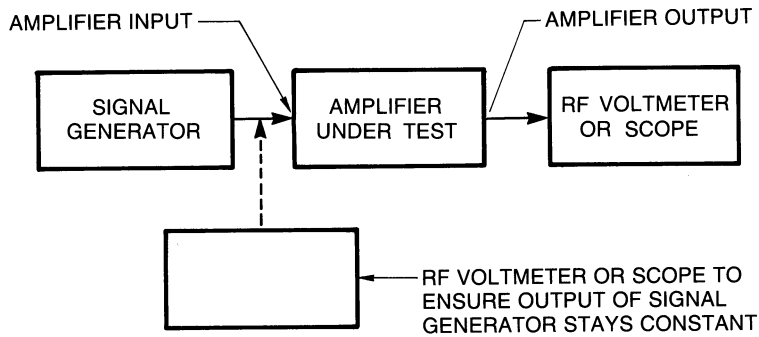 AMPLIFIER INPUT
AMPLIFIER OUTPUT
SIGNAL
GENERATOR
AMPLIFIER
UNDER TEST
RF VOLTMETER
OR SCOPE
RF VOLTMETER OR SCOPE TO
ENSURE OUTPUT OF SIGNAL
GENERATOR STAYS CONSTANT